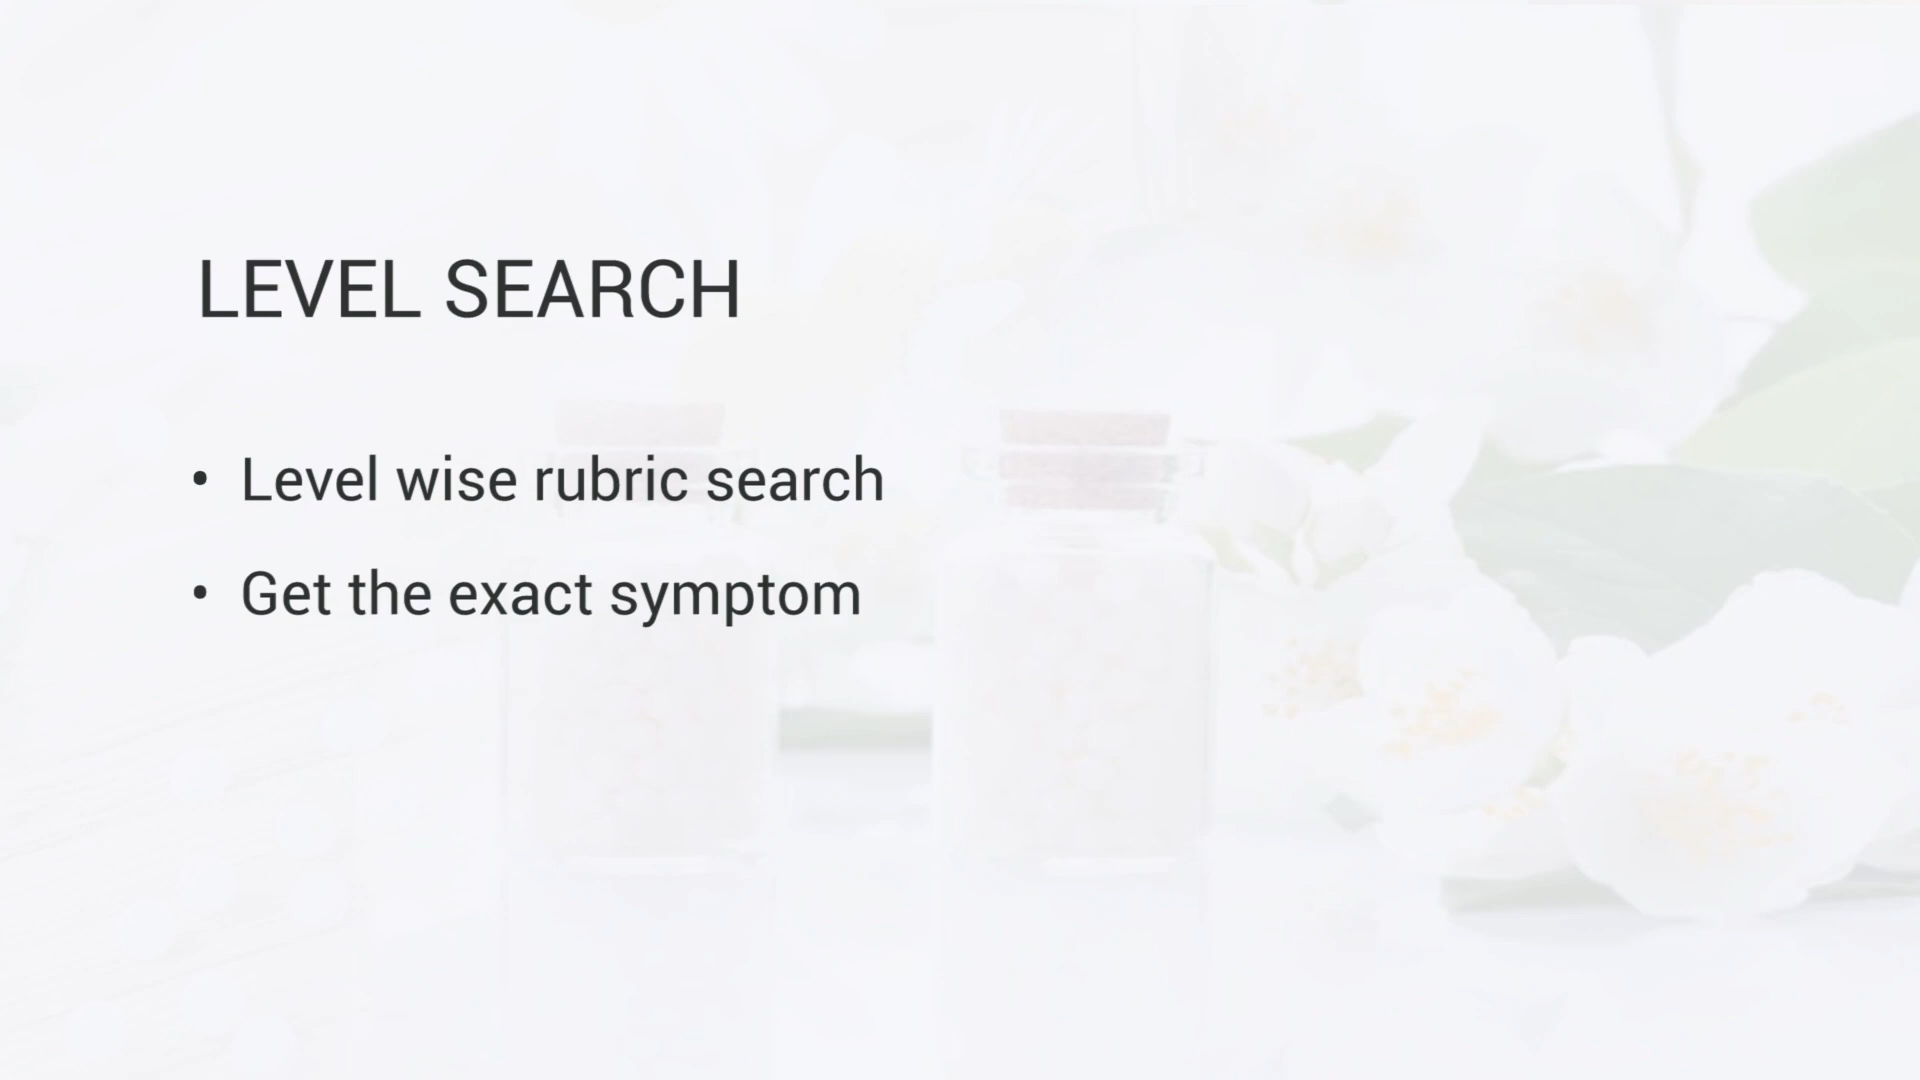 LEVEL SEARCH
• Level wise rubric search
• Get the exact symptom